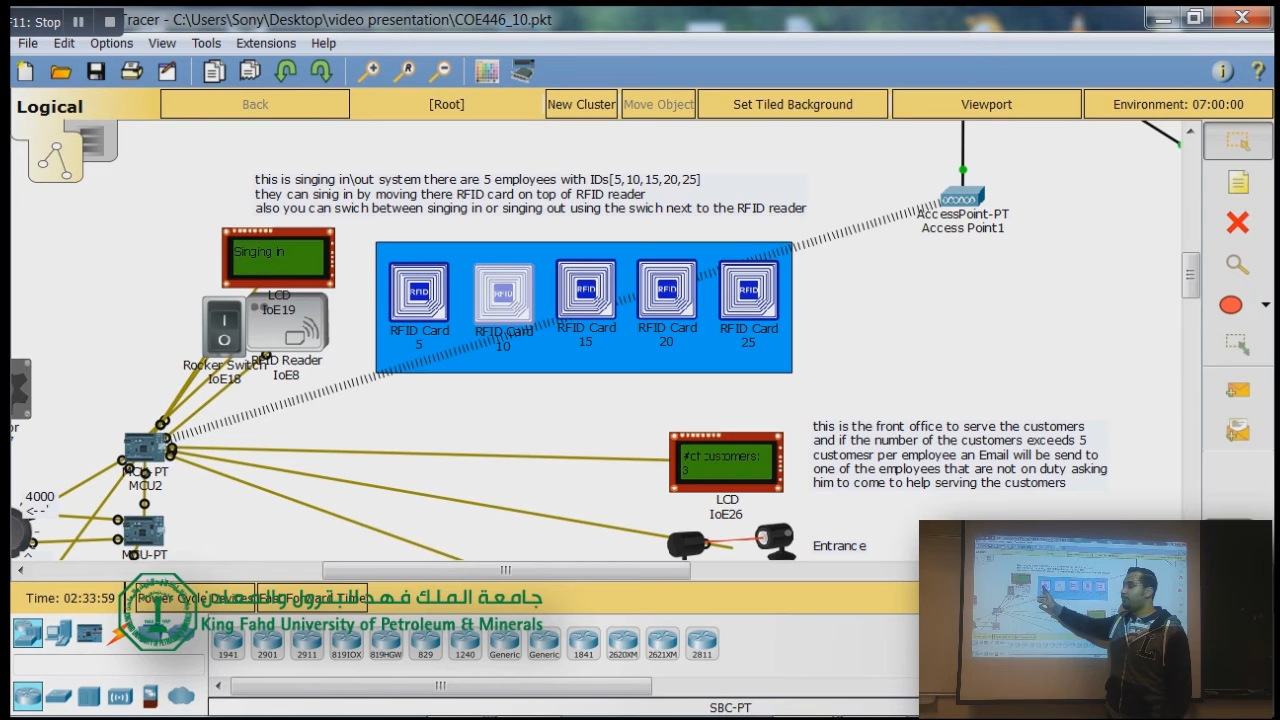 F11: Stop
Tracer - C:\Users\Sony\Desktop\video presentation\COE446_10.pkt
File Edit Options View Tools Extensions Help
Logical
Back
[Root]
New Cluster
Move Object
Set Tiled Background
Viewport
Environment: 07:00:00
this is singing in\out system there are 5 employees with IDs[5,10,15,20,25]
they can sinig in by moving there RFID card on top of RFID reader
also you can swich between singing in or singing out using the swich next to the RFID reader
AccessPoint-PT
Access Point1
Singing in
LCD
IoE19
RFID
RFID
RFID
RFID
RFID
RFID Card
5
RFID Card
10
RFID Card
15
RFID Card
20
RFID Card
25
Rocker Switch
IoE18
RFID Reader
IoE8
this is the front office to serve the customers
and if the number of the customers exceeds 5
customesr per employee an Email will be send to
one of the employees that are not on duty asking
him to come to help serving the customers
#of customers:
3
LCD
IoE26
MCU-PT
MCU2
MCU-PT
, 4000
<--'
Entrance
Time: 02:33:59
Power Cycle Devices
Fast Forward Time
جامعة الملك فهد للبترول والمعادن
King Fahd University of Petroleum & Minerals
1941
2901
2911
819IOX
819HGW
829
1240
Generic
Generic
1841
2620XM
2621XM
2811
SBC-PT